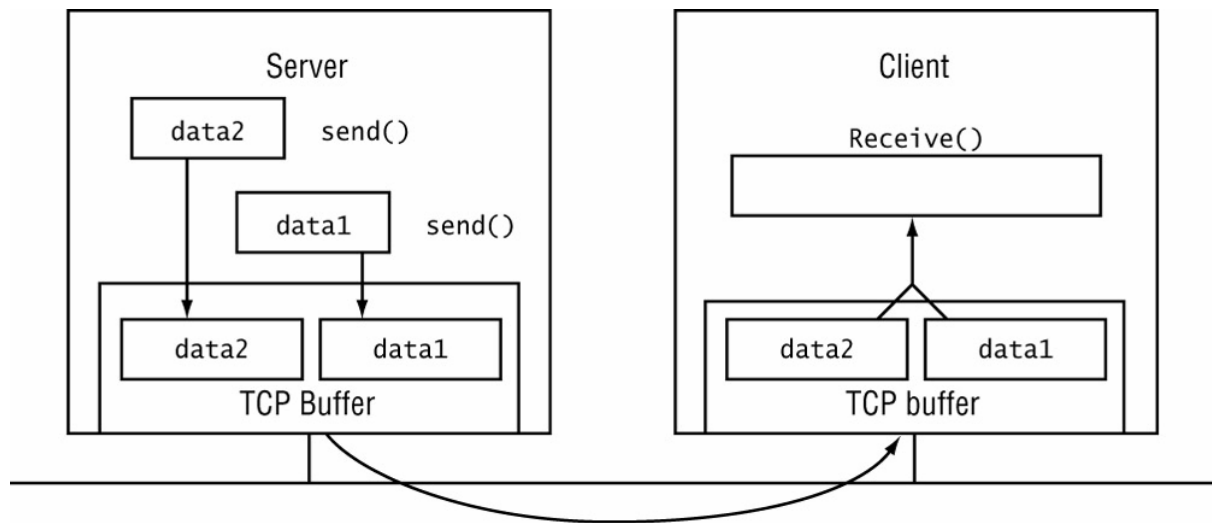 Server
data2
send()
data1
send()
data2
data1
TCP Buffer
Client
Receive()
data2
data1
TCP buffer